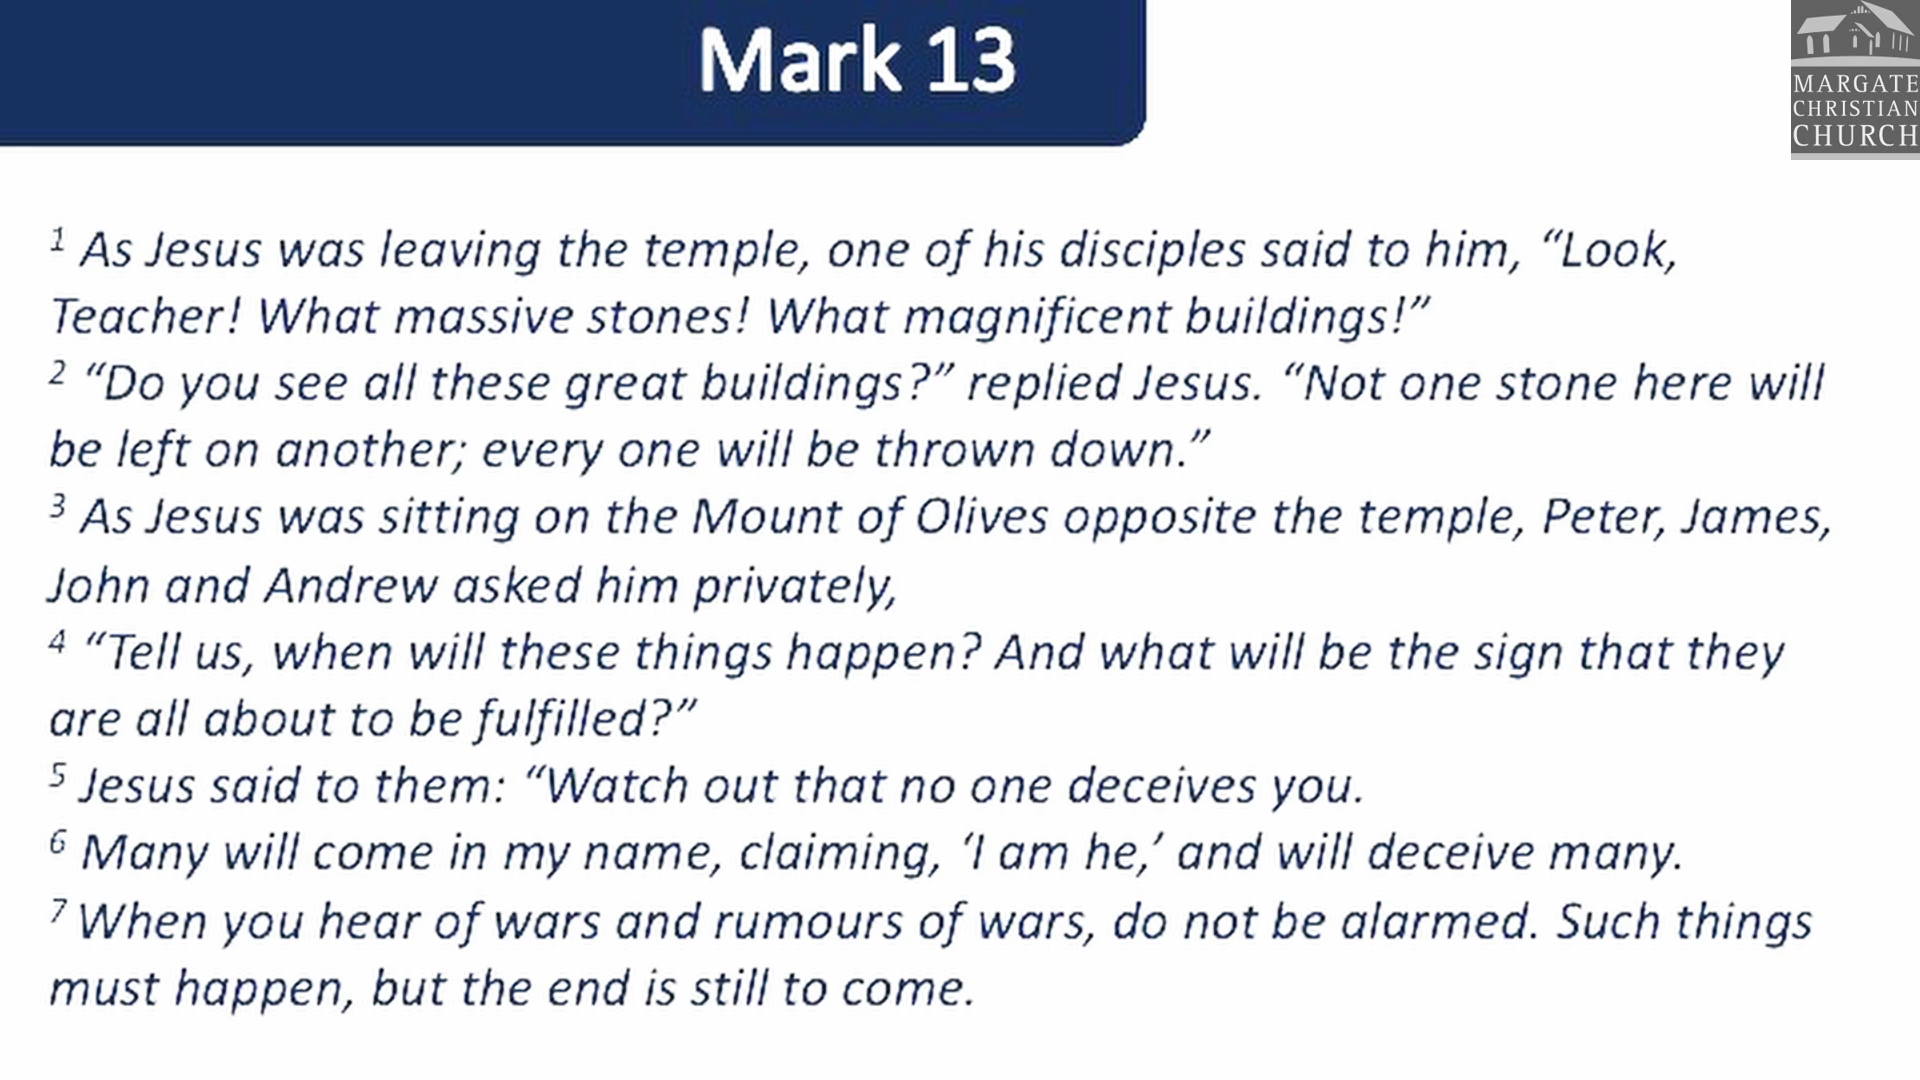 Mark 13
MARGATE
CHRISTIAN
CHURCH
1 As Jesus was leaving the temple, one of his disciples said to him, “Look,
Teacher! What massive stones! What magnificent buildings!”
2 “Do you see all these great buildings?” replied Jesus. “Not one stone here will
be left on another; every one will be thrown down.”
3 As Jesus was sitting on the Mount of Olives opposite the temple, Peter, James,
John and Andrew asked him privately,
4 “Tell us, when will these things happen? And what will be the sign that they
are all about to be fulfilled?”
5 Jesus said to them: “Watch out that no one deceives you.
6 Many will come in my name, claiming, ‘I am he,’ and will deceive many.
7 When you hear of wars and rumours of wars, do not be alarmed. Such things
must happen, but the end is still to come.